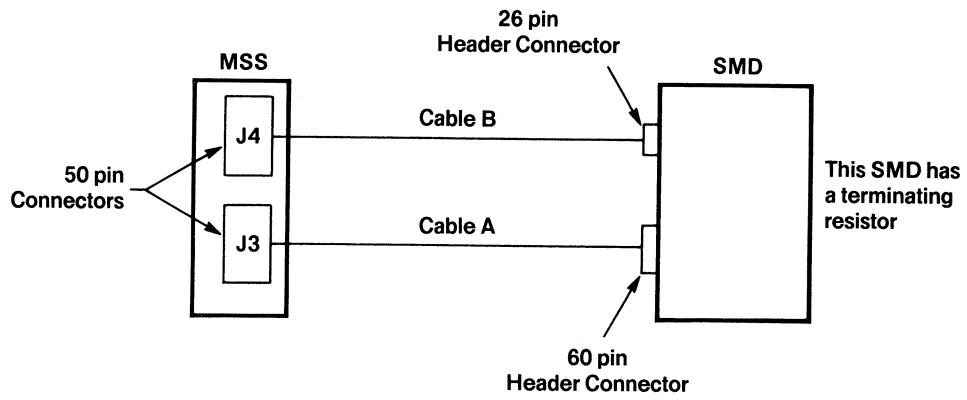 26 pin
Header Connector
MSS
SMD
J4
Cable B
50 pin
Connectors
This SMD has
a terminating
resistor
J3
Cable A
60 pin
Header Connector